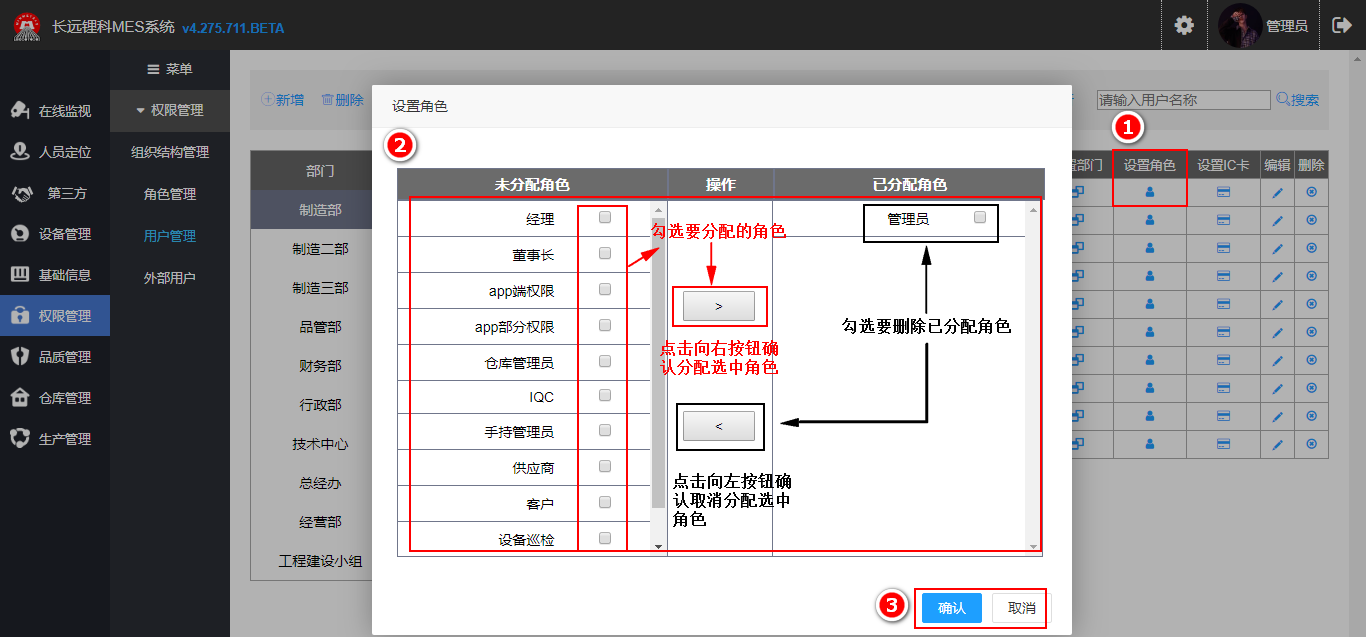 长远锂科MES系统 v4.275.711.BETA
管理员
菜单
权限管理
组织结构管理
角色管理
用户管理
外部用户
在线监视
人员定位
第三方
设备管理
基础信息
权限管理
品质管理
仓库管理
生产管理
新增
删除
请输入用户名称
搜索
部门
制造部
制造二部
制造三部
品管部
财务部
行政部
技术中心
总经办
经营部
工程建设小组
1
部门
设置角色
设置IC卡
编辑
删除
设置角色
2
未分配角色
操作
已分配角色
经理
董事长
app端权限
app部分权限
仓库管理员
IQC
手持管理员
供应商
客户
设备巡检
勾选要分配的角色
>
点击向右按钮确
认分配选中角色
<
点击向左按钮确
认取消分配选中
角色
管理员
勾选要删除已分配角色
3
确认
取消